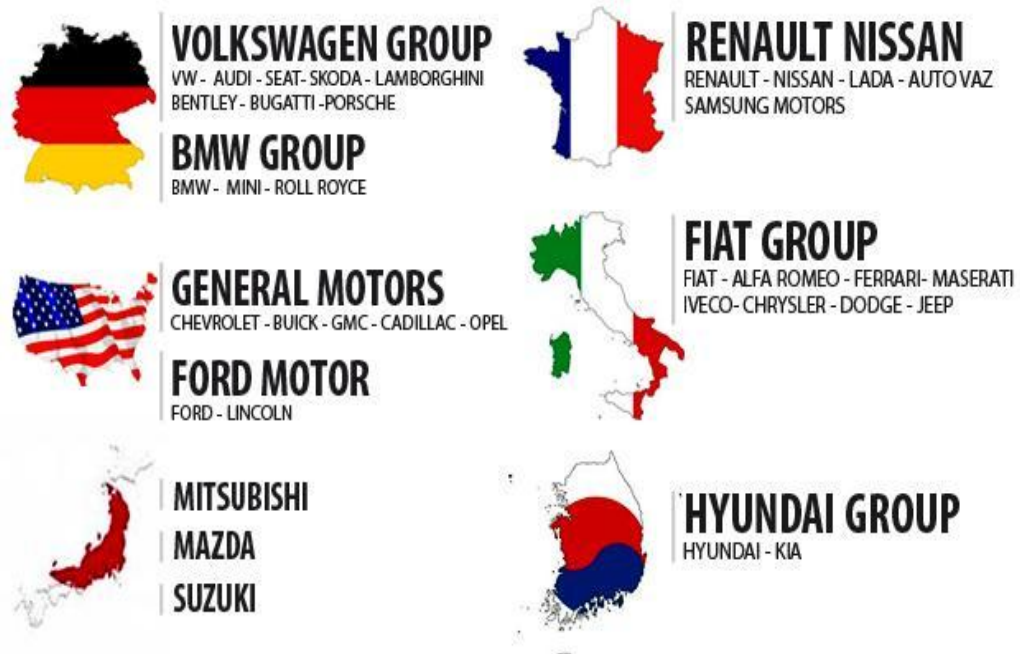 VOLKSWAGEN GROUP
VW - AUDI - SEAT- SKODA - LAMBORGHINI
BENTLEY - BUGATTI -PORSCHE
BMW GROUP
BMW - MINI - ROLL ROYCE
RENAULT NISSAN
RENAULT - NISSAN - LADA - AUTO VAZ
SAMSUNG MOTORS
GENERAL MOTORS
CHEVROLET - BUICK - GMC - CADILLAC - OPEL
FORD MOTOR
FORD - LINCOLN
FIAT GROUP
FIAT - ALFA ROMEO - FERRARI- MASERATI
IVECO- CHRYSLER - DODGE - JEEP
MITSUBISHI
MAZDA
SUZUKI
HYUNDAI GROUP
HYUNDAI - KIA